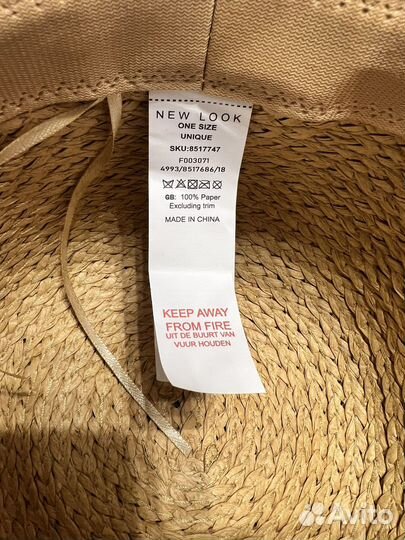 NEW LOOK
ONE SIZE
UNIQUE
SKU:8517747
F003071
4993/8517686/18
GB: 100% Paper
Excluding trim
MADE IN CHINA
KEEP AWAY
FROM FIRE
UIT DE BUURT VAN
VUUR HOUDEN
Avito